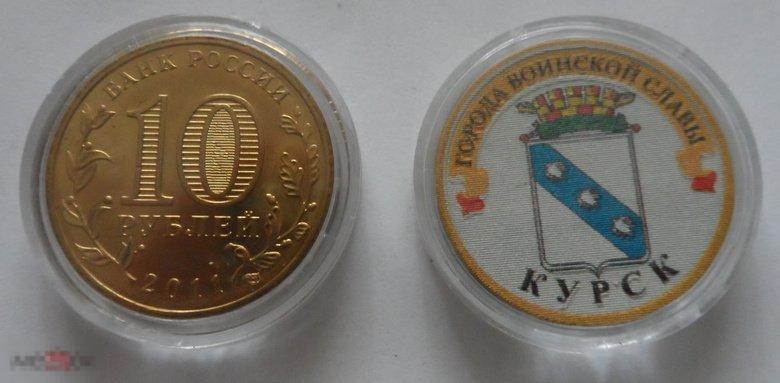 БАНК РОССИИ
10
РУБЛЕЙ
2011
ГОРОДА ВОИНСКОЙ СЛАВЫ
КУРСК